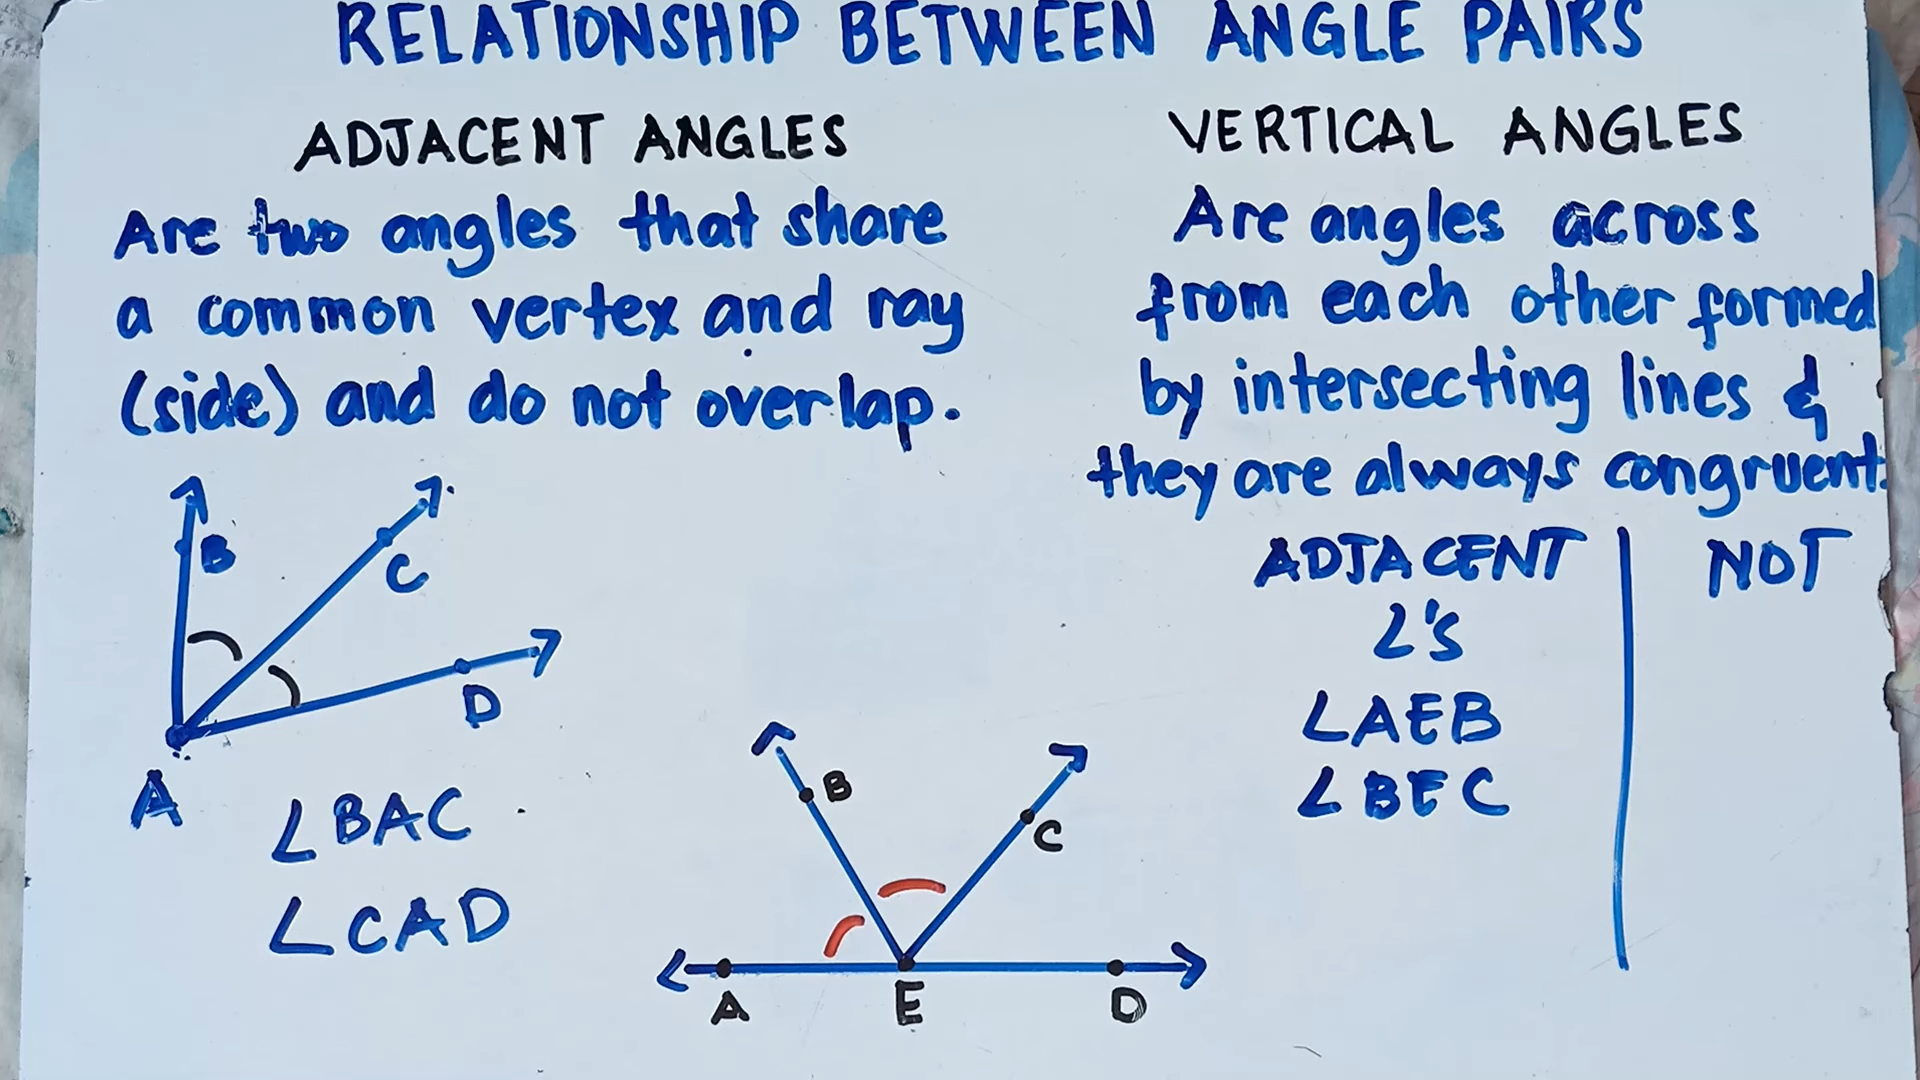 RELATIONSHIP BETWEEN ANGLE PAIRS
ADJACENT ANGLES
Are two angles that share
a common vertex and ray
(side) and do not overlap.
B
C
D
A
∠BAC
∠CAD
VERTICAL ANGLES
Are angles across
from each other formed
by intersecting lines &
they are always congruent.
ADJACENT NOT
∠'S
∠AEB
∠BEC
B
C
A E D